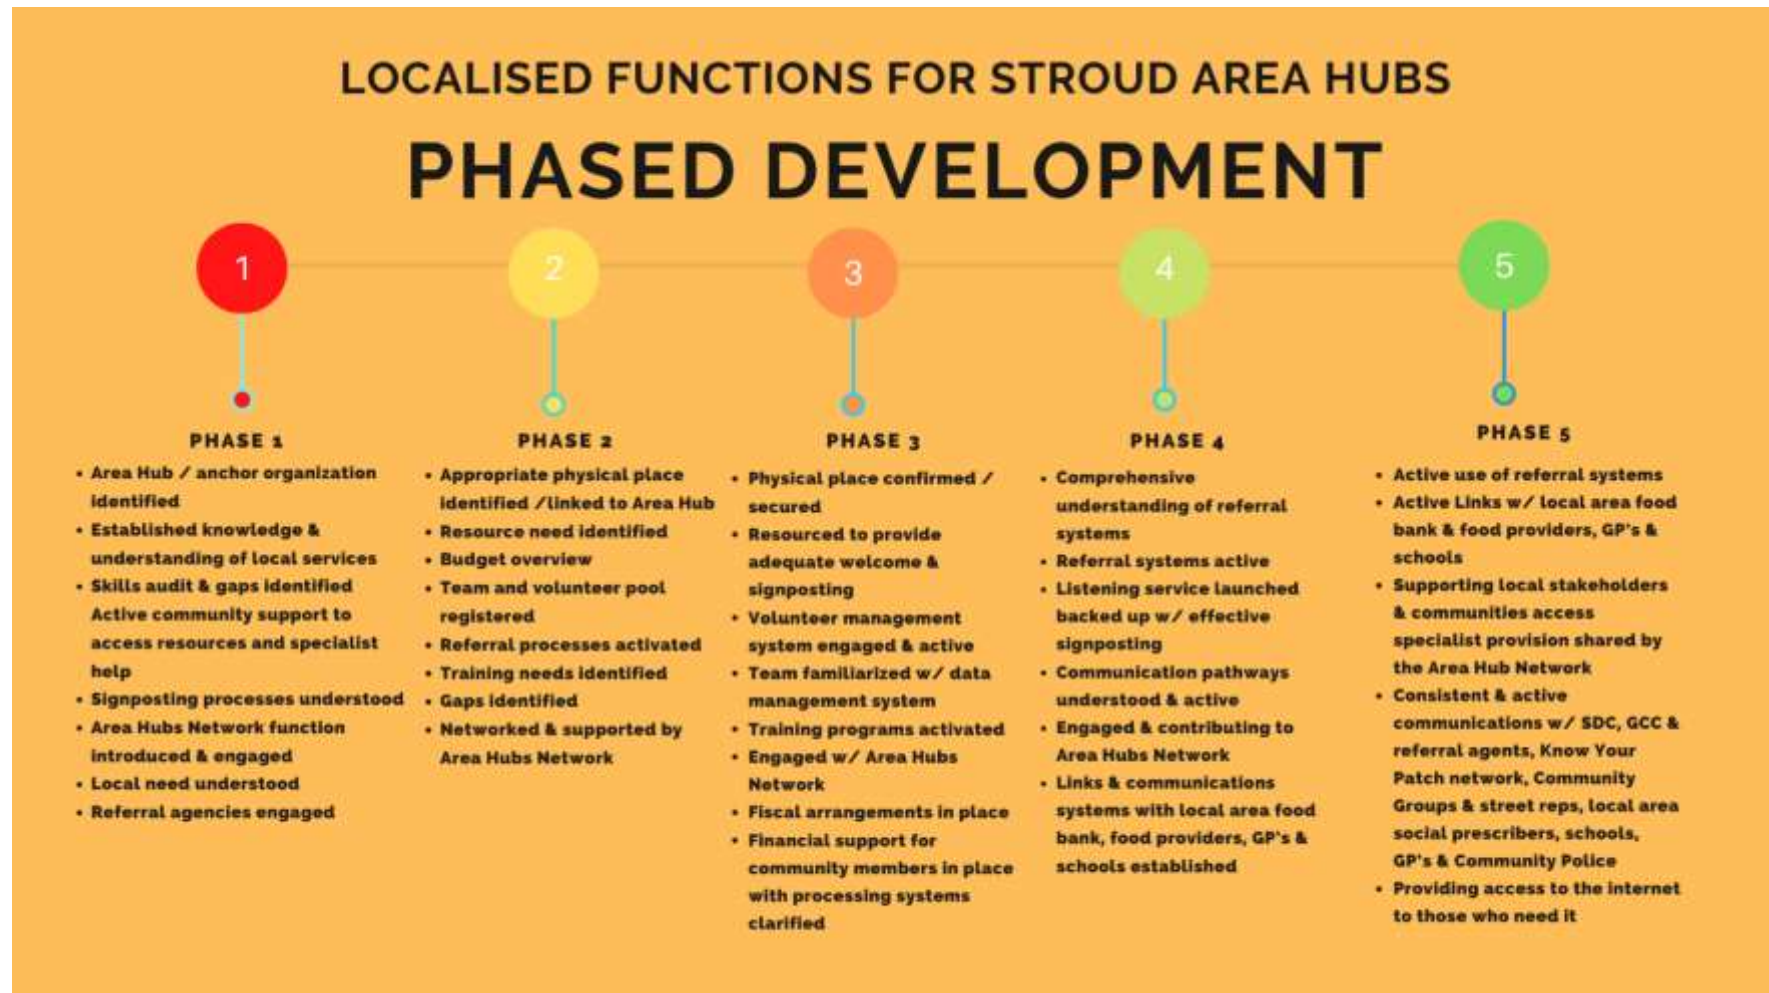 LOCALISED FUNCTIONS FOR STROUD AREA HUBS
PHASED DEVELOPMENT
1
2
3
4
5
PHASE 1
• Area Hub / anchor organization
identified
• Established knowledge &
understanding of local services
• Skills audit & gaps identified
Active community support to
access resources and specialist
help
• Signposting processes understood
• Area Hubs Network function
introduced & engaged
• Local need understood
• Referral agencies engaged
PHASE 2
• Appropriate physical place
identified /linked to Area Hub
• Resource need identified
• Budget overview
• Team and volunteer pool
registered
• Referral processes activated
• Training needs identified
• Gaps identified
• Networked & supported by
Area Hubs Network
PHASE 3
• Physical place confirmed /
secured
• Resourced to provide
adequate welcome &
signposting
• Volunteer management
system engaged & active
• Team familiarized w/ data
management system
• Training programs activated
• Engaged w/ Area Hubs
Network
• Fiscal arrangements in place
• Financial support for
community members in place
with processing systems
clarified
PHASE 4
• Comprehensive
understanding of referral
systems
• Referral systems active
• Listening service launched
backed up w/ effective
signposting
• Communication pathways
understood & active
• Engaged & contributing to
Area Hubs Network
• Links & communications
systems with local area food
bank, food providers, GP's &
schools established
PHASE 5
• Active use of referral systems
• Active Links w/ local area food
bank & food providers, GP's &
schools
• Supporting local stakeholders
& communities access
specialist provision shared by
the Area Hub Network
• Consistent & active
communications w/ SDC, GCC &
referral agents, Know Your
Patch network, Community
Groups & street reps, local area
social prescribers, schools,
GP's & Community Police
• Providing access to the internet
to those who need it